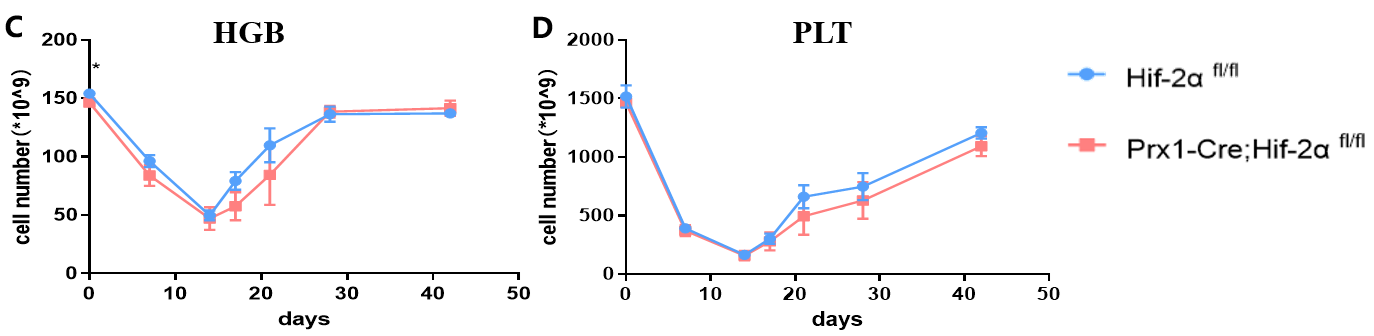 C
HGB
cell number (*10^9)
200
150
100
50
0
*
0 10 20 30 40 50
days
D
PLT
cell number (*10^9)
2000
1500
1000
500
0
0 10 20 30 40 50
days
Hif-2α fl/fl
Prx1-Cre;Hif-2α fl/fl